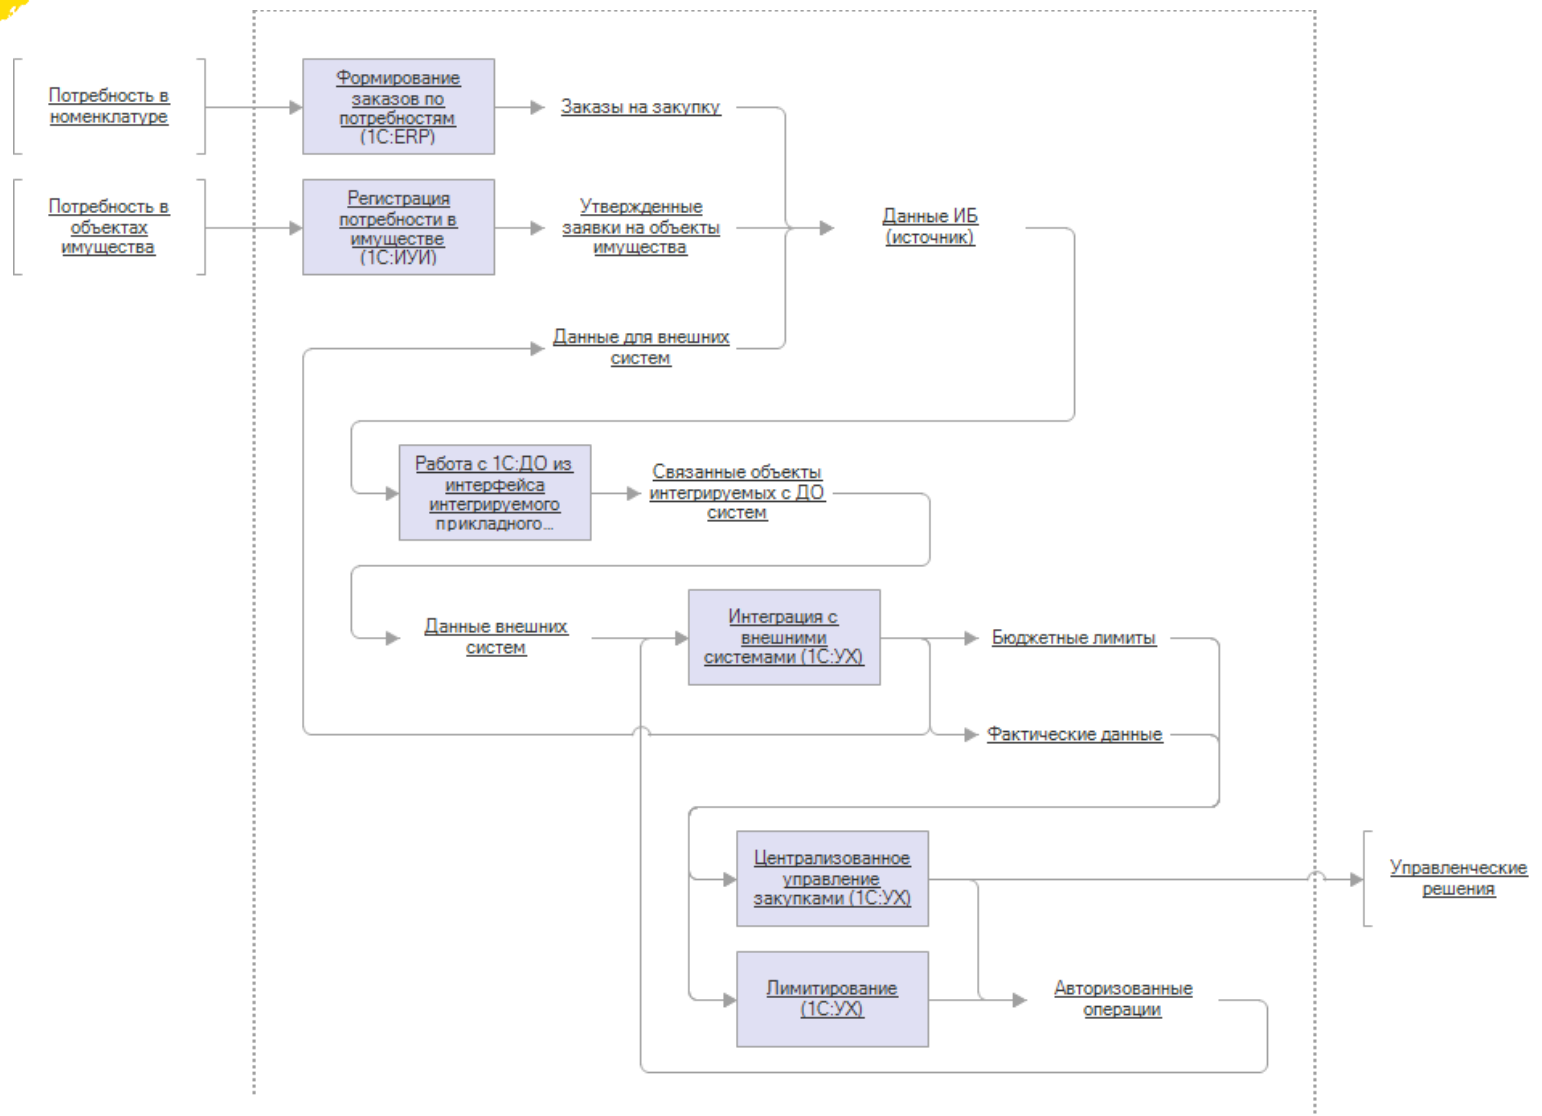 Потребность в
номенклатуре
Формирование
заказов по
потребностям
(1С:ERP)
Заказы на закупку
Потребность в
объектах
имущества
Регистрация
потребности в
имуществе
(1С:ИУИ)
Утвержденные
заявки на объекты
имущества
Данные ИБ
(источник)
Данные для внешних
систем
Работа с 1С:ДО из
интерфейса
интегрируемого
прикладного...
Связанные объекты
интегрируемых с ДО
систем
Данные внешних
систем
Интеграция с
внешними
системами (1С:УХ)
Бюджетные лимиты
Фактические данные
Централизованное
управление
закупками (1С:УХ)
Управленческие
решения
Лимитирование
(1С:УХ)
Авторизованные
операции